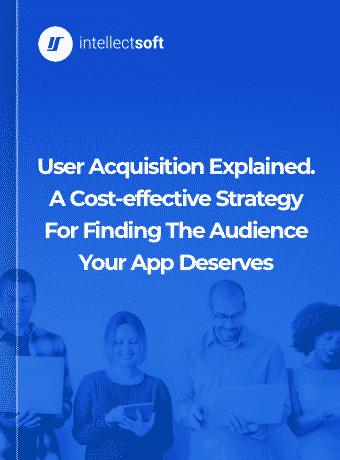 intellectsoft
User Acquisition Explained.
A Cost-effective Strategy
For Finding The Audience
Your App Deserves